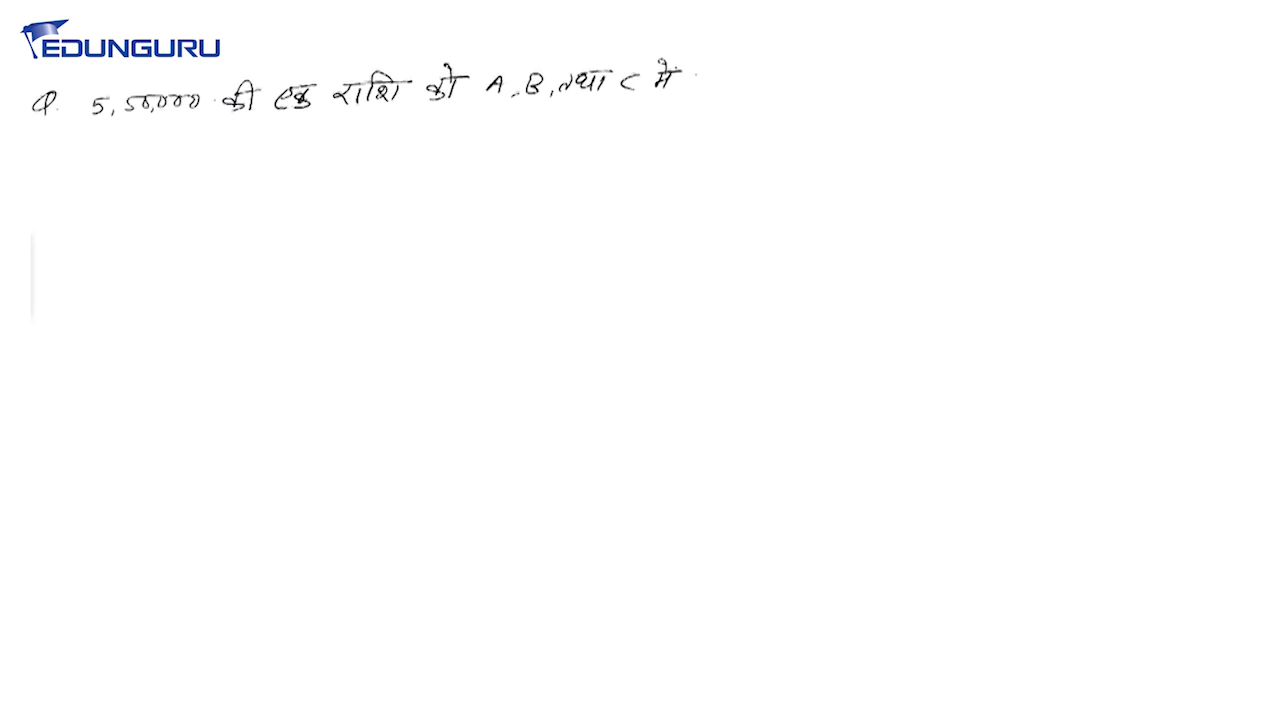 EDUNGURU
Q. 5,50,000 की एक राशि को A, B, तथा C में